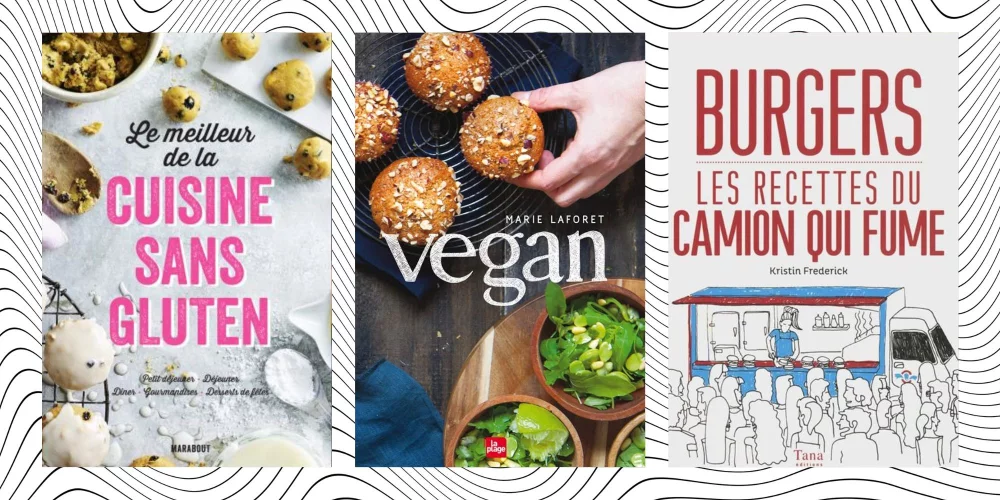 Le meilleur
de la
CUISINE
SANS
GLUTEN
Petit déjeuner - Déjeuner
Dîner - Gourmandises - Desserts de fêtes
MARABOUT
MARIE LAFORET
vegan
la
plage
BURGERS
LES RECETTES DU
CAMION QUI FUME
Kristin Frederick
Tana
éditions